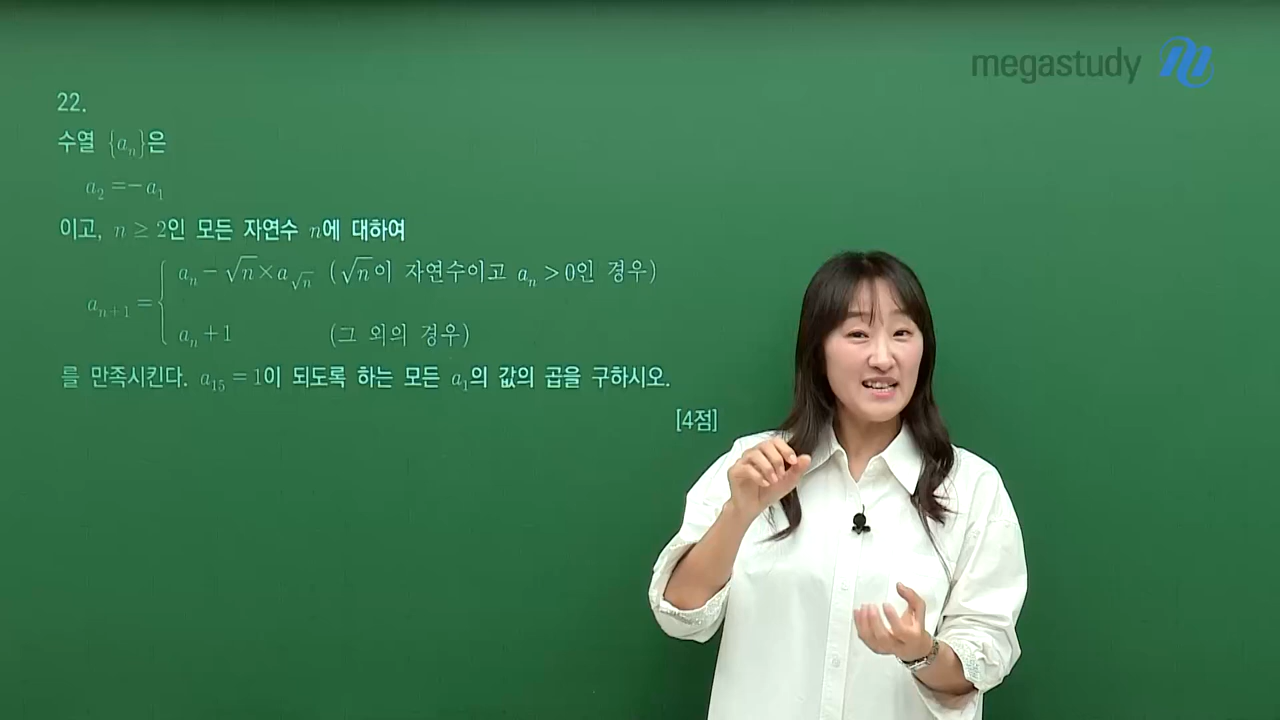 megastudy
22.
수열 {aₙ}은
a₂ = -a₁
이고, n ≥ 2인 모든 자연수 n에 대하여
aₙ₊₁ = { aₙ - √n × a_√n (√n이 자연수이고 aₙ > 0인 경우)
aₙ + 1 (그 외의 경우)
를 만족시킨다. a₁₅ = 1이 되도록 하는 모든 a₁의 값의 곱을 구하시오.
[4점]